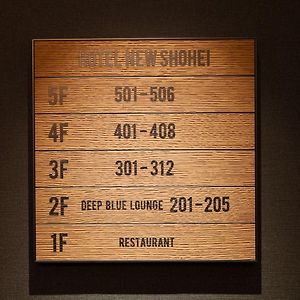 HOTEL NEW SHOHEI
5F 501-506
4F 401-408
3F 301-312
2F DEEP BLUE LOUNGE 201-205
1F RESTAURANT